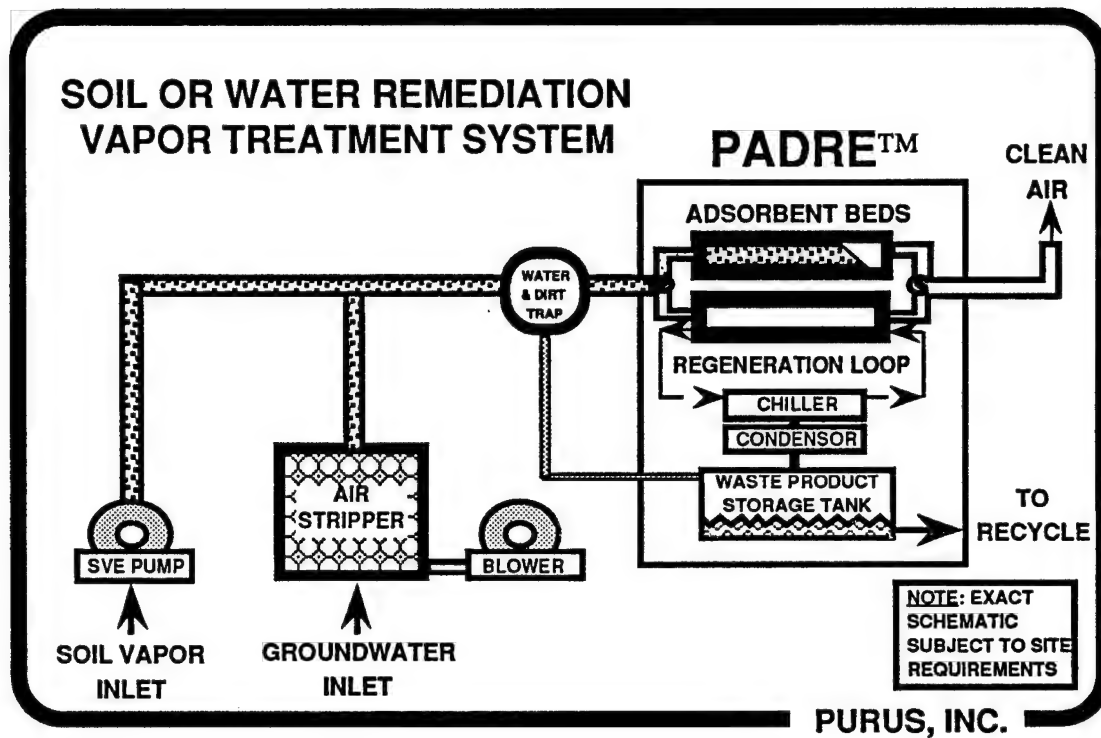 SOIL OR WATER REMEDIATION
VAPOR TREATMENT SYSTEM
PADRE™
CLEAN
AIR
ADSORBENT BEDS
WATER
& DIRT
TRAP
REGENERATION LOOP
CHILLER
CONDENSOR
WASTE PRODUCT
STORAGE TANK
TO
RECYCLE
AIR
STRIPPER
SVE PUMP
BLOWER
SOIL VAPOR
INLET
GROUNDWATER
INLET
NOTE: EXACT
SCHEMATIC
SUBJECT TO SITE
REQUIREMENTS
PURUS, INC.